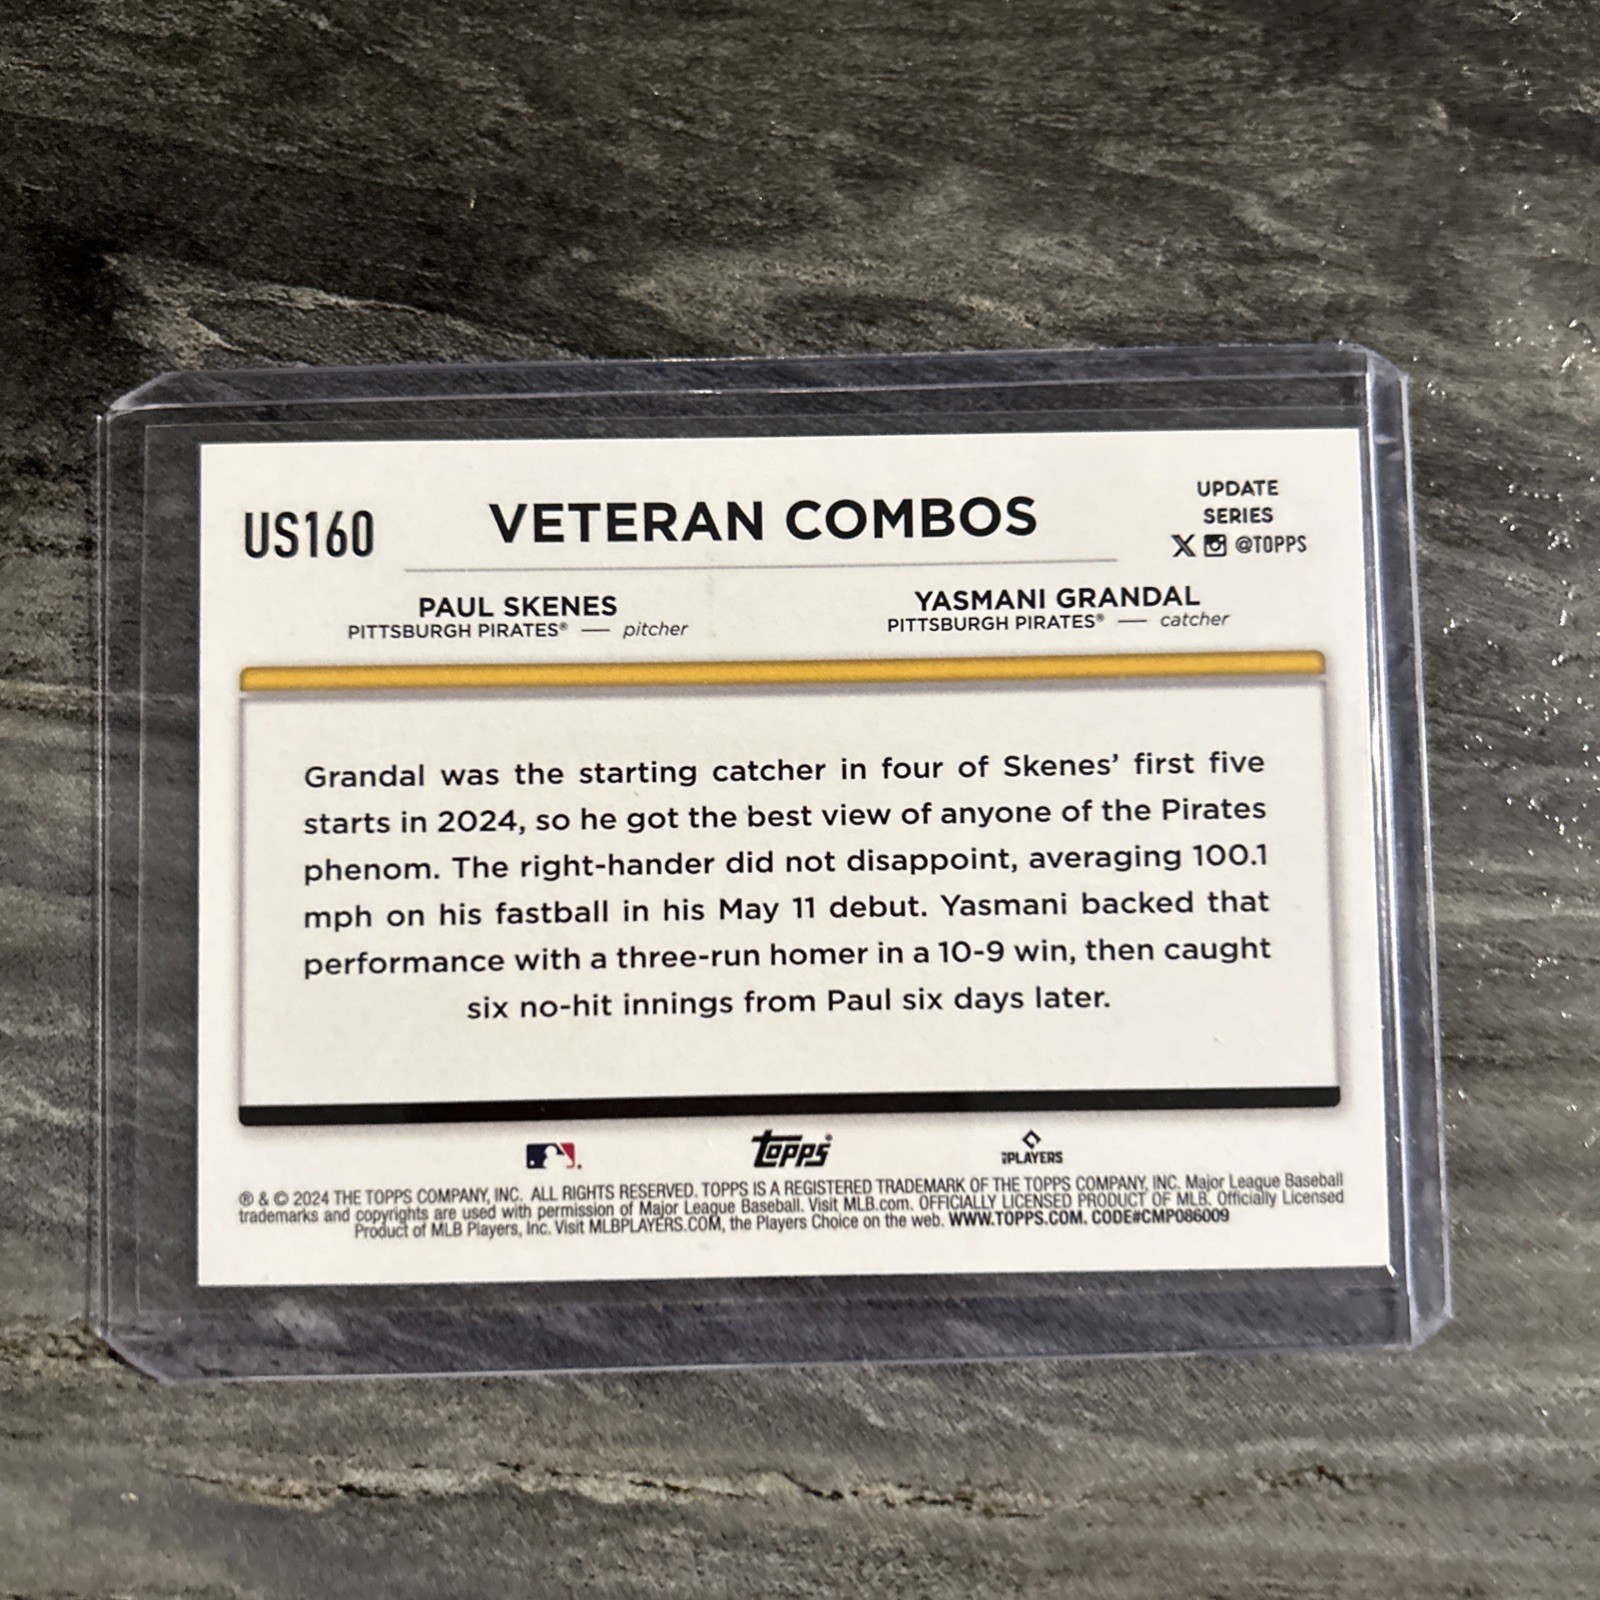 US160
VETERAN COMBOS
UPDATE
SERIES
X @TOPPS
PAUL SKENES
PITTSBURGH PIRATES® — pitcher
YASMANI GRANDAL
PITTSBURGH PIRATES® — catcher
Grandal was the starting catcher in four of Skenes’ first five
starts in 2024, so he got the best view of anyone of the Pirates
phenom. The right-hander did not disappoint, averaging 100.1
mph on his fastball in his May 11 debut. Yasmani backed that
performance with a three-run homer in a 10-9 win, then caught
six no-hit innings from Paul six days later.
Topps®
MLBPLAYERS
® & © 2024 THE TOPPS COMPANY, INC. ALL RIGHTS RESERVED. TOPPS IS A REGISTERED TRADEMARK OF THE TOPPS COMPANY, INC. Major League Baseball
trademarks and copyrights are used with permission of Major League Baseball. Visit MLB.com. OFFICIALLY LICENSED PRODUCT OF MLB. Officially Licensed
Product of MLB Players, Inc. Visit MLBPLAYERS.COM, the Players Choice on the web. WWW.TOPPS.COM. CODE#CMP086009